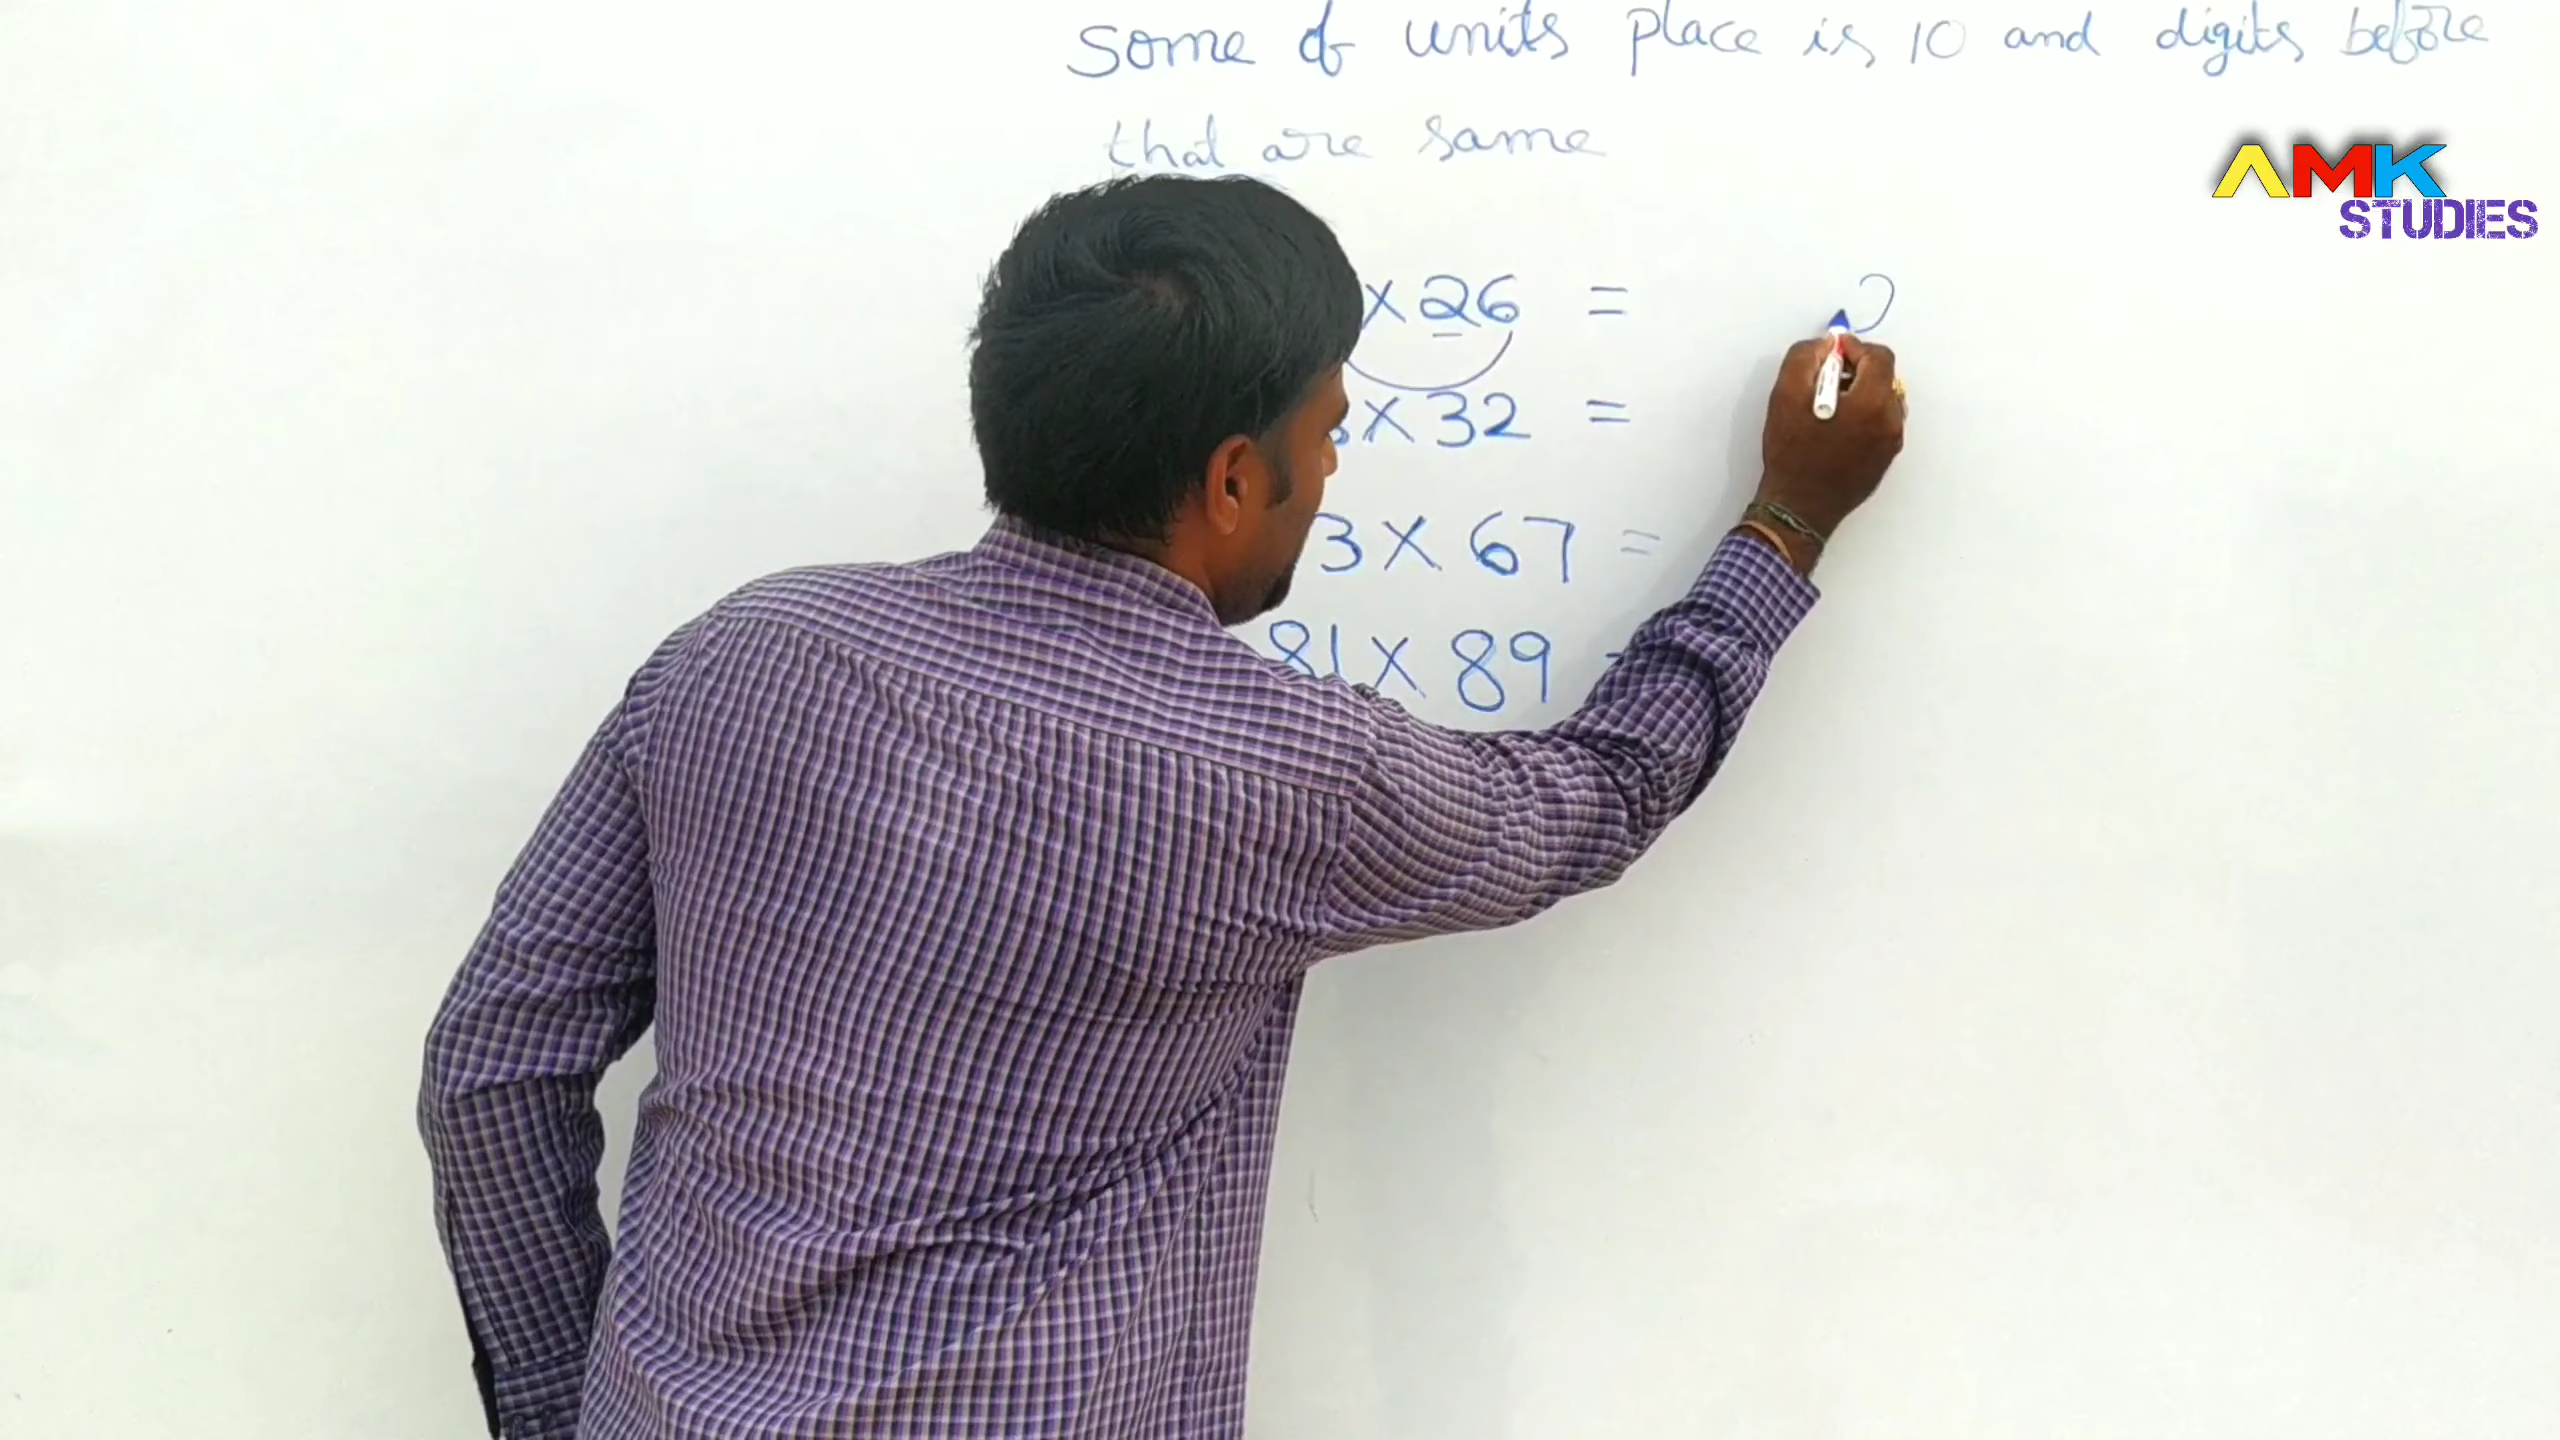 Some of units place is 10 and digits before
that are same
AMK
STUDIES
x 26 = 2
x 32 =
3 x 67 =
81 x 89 =